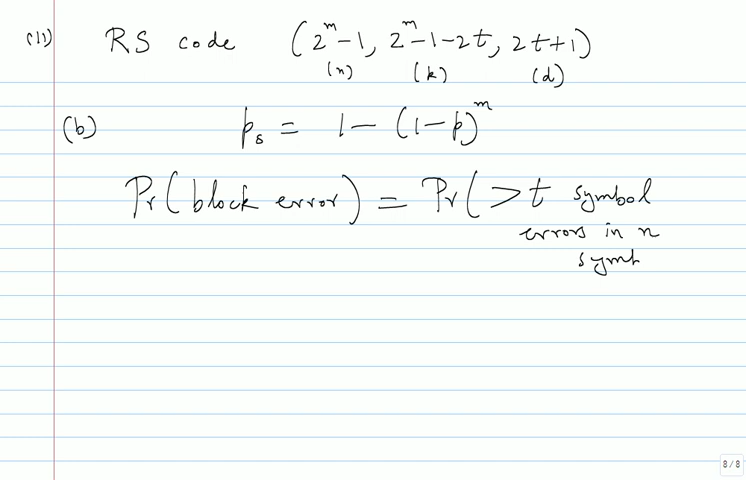 (11) RS code (2^m-1, 2^m-1-2t, 2t+1)
(n) (k) (d)
(b) p_s = 1-(1-p)^m
Pr(block error) = Pr(>t symbol
errors in n
symb
8/8